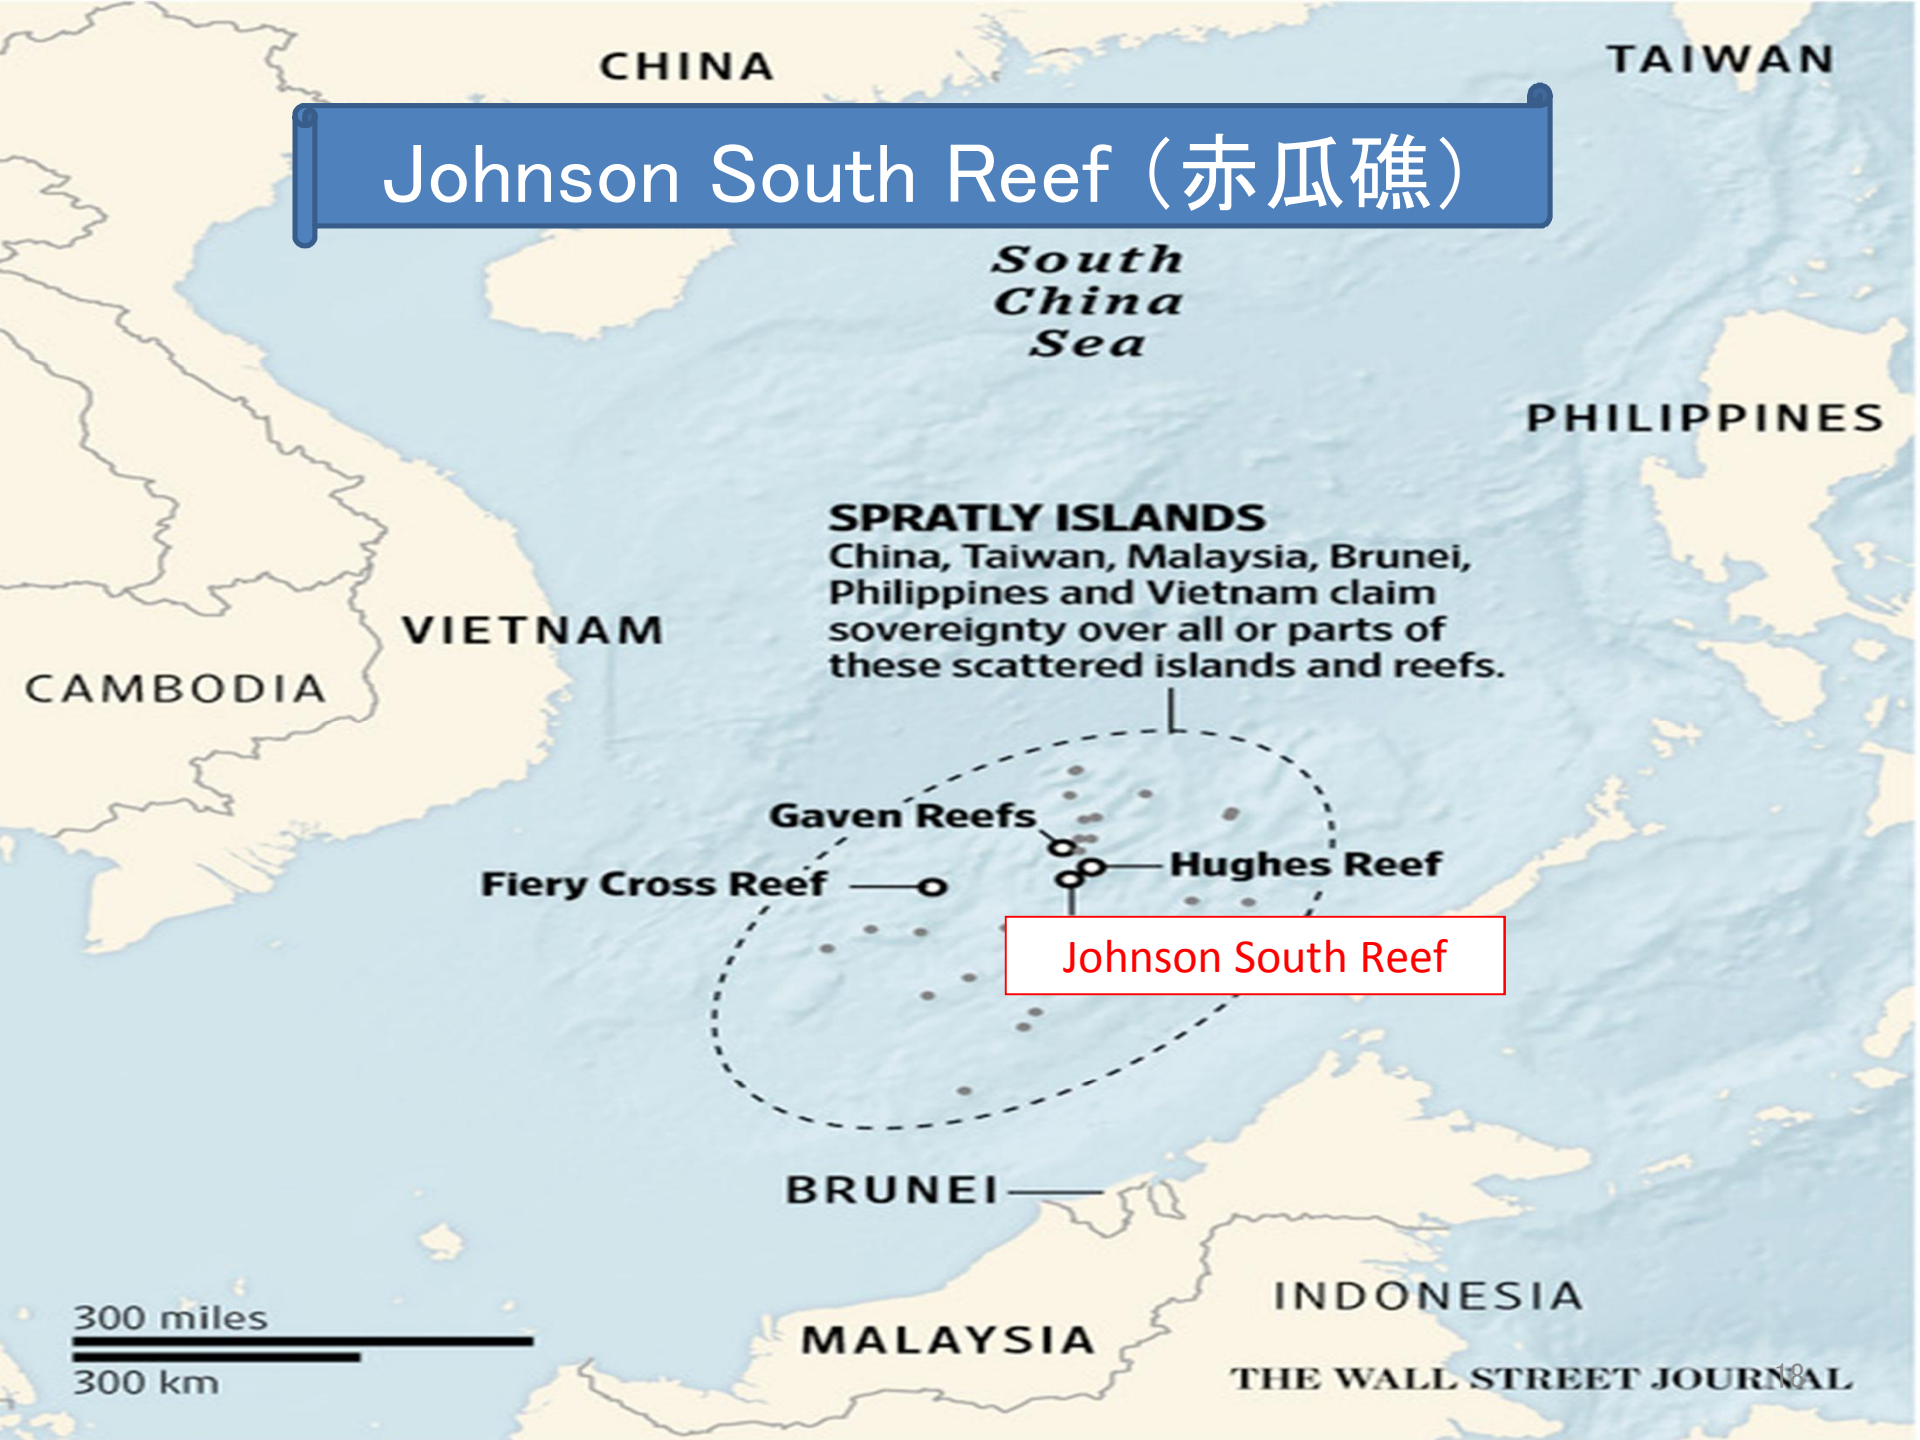 CHINA
TAIWAN
Johnson South Reef（赤瓜礁）
South
China
Sea
PHILIPPINES
SPRATLY ISLANDS
China, Taiwan, Malaysia, Brunei,
Philippines and Vietnam claim
sovereignty over all or parts of
these scattered islands and reefs.
VIETNAM
CAMBODIA
Gaven Reefs
Hughes Reef
Fiery Cross Reef
Johnson South Reef
BRUNEI
INDONESIA
300 miles
MALAYSIA
300 km
THE WALL STREET JOURNAL
18